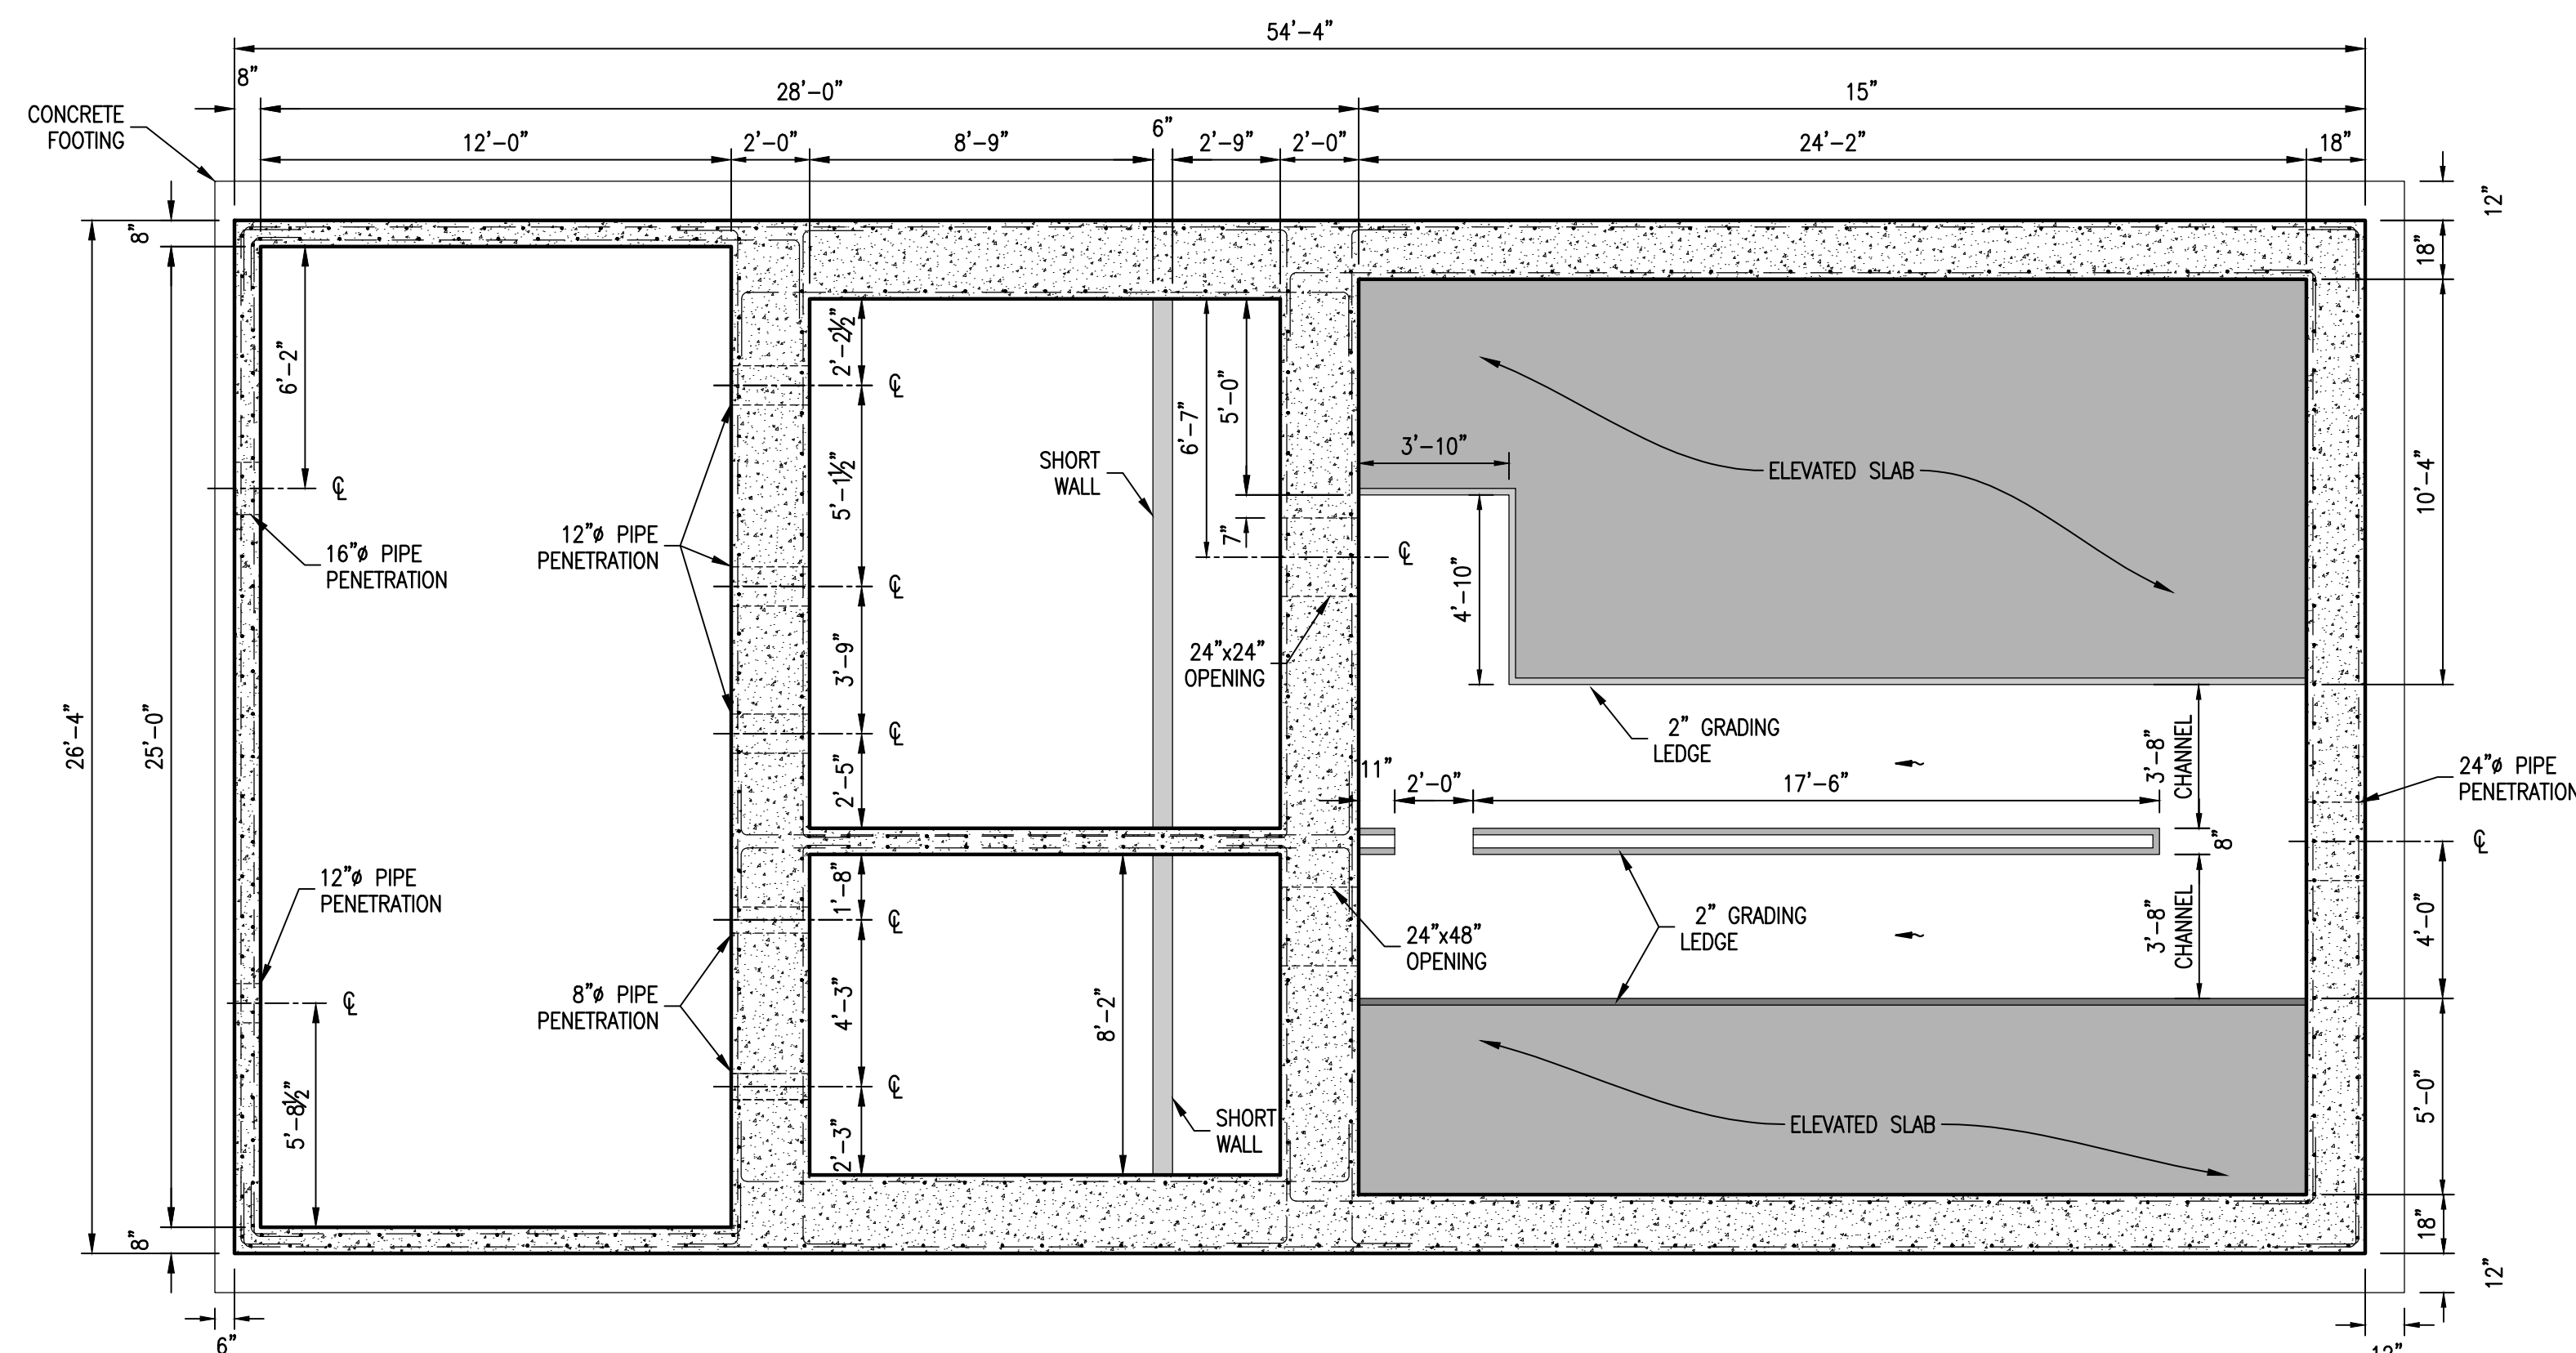 54'-4"
8"
28'-0"
15"
CONCRETE
FOOTING
12'-0"
2'-0"
8'-9"
6"
2'-9"
2'-0"
24'-2"
18"
12"
8"
18"
2'-2½"
6'-2"
℄
5'-0"
6'-7"
3'-10"
SHORT
WALL
ELEVATED SLAB
10'-4"
5'-1½"
℄
12"ø PIPE
PENETRATION
16"ø PIPE
PENETRATION
7"
℄
℄
4'-10"
3'-9"
24"x24"
OPENING
26'-4"
25'-0"
℄
2" GRADING
LEDGE
3'-8"
CHANNEL
2'-5"
11"
2'-0"
17'-6"
24"ø PIPE
PENETRATION
8"
℄
12"ø PIPE
PENETRATION
1'-8"
℄
2" GRADING
LEDGE
24"x48"
OPENING
3'-8"
CHANNEL
4'-0"
8"ø PIPE
PENETRATION
℄
4'-3"
8'-2"
℄
5'-8½"
2'-3"
SHORT
WALL
ELEVATED SLAB
5'-0"
8"
18"
12"
6"